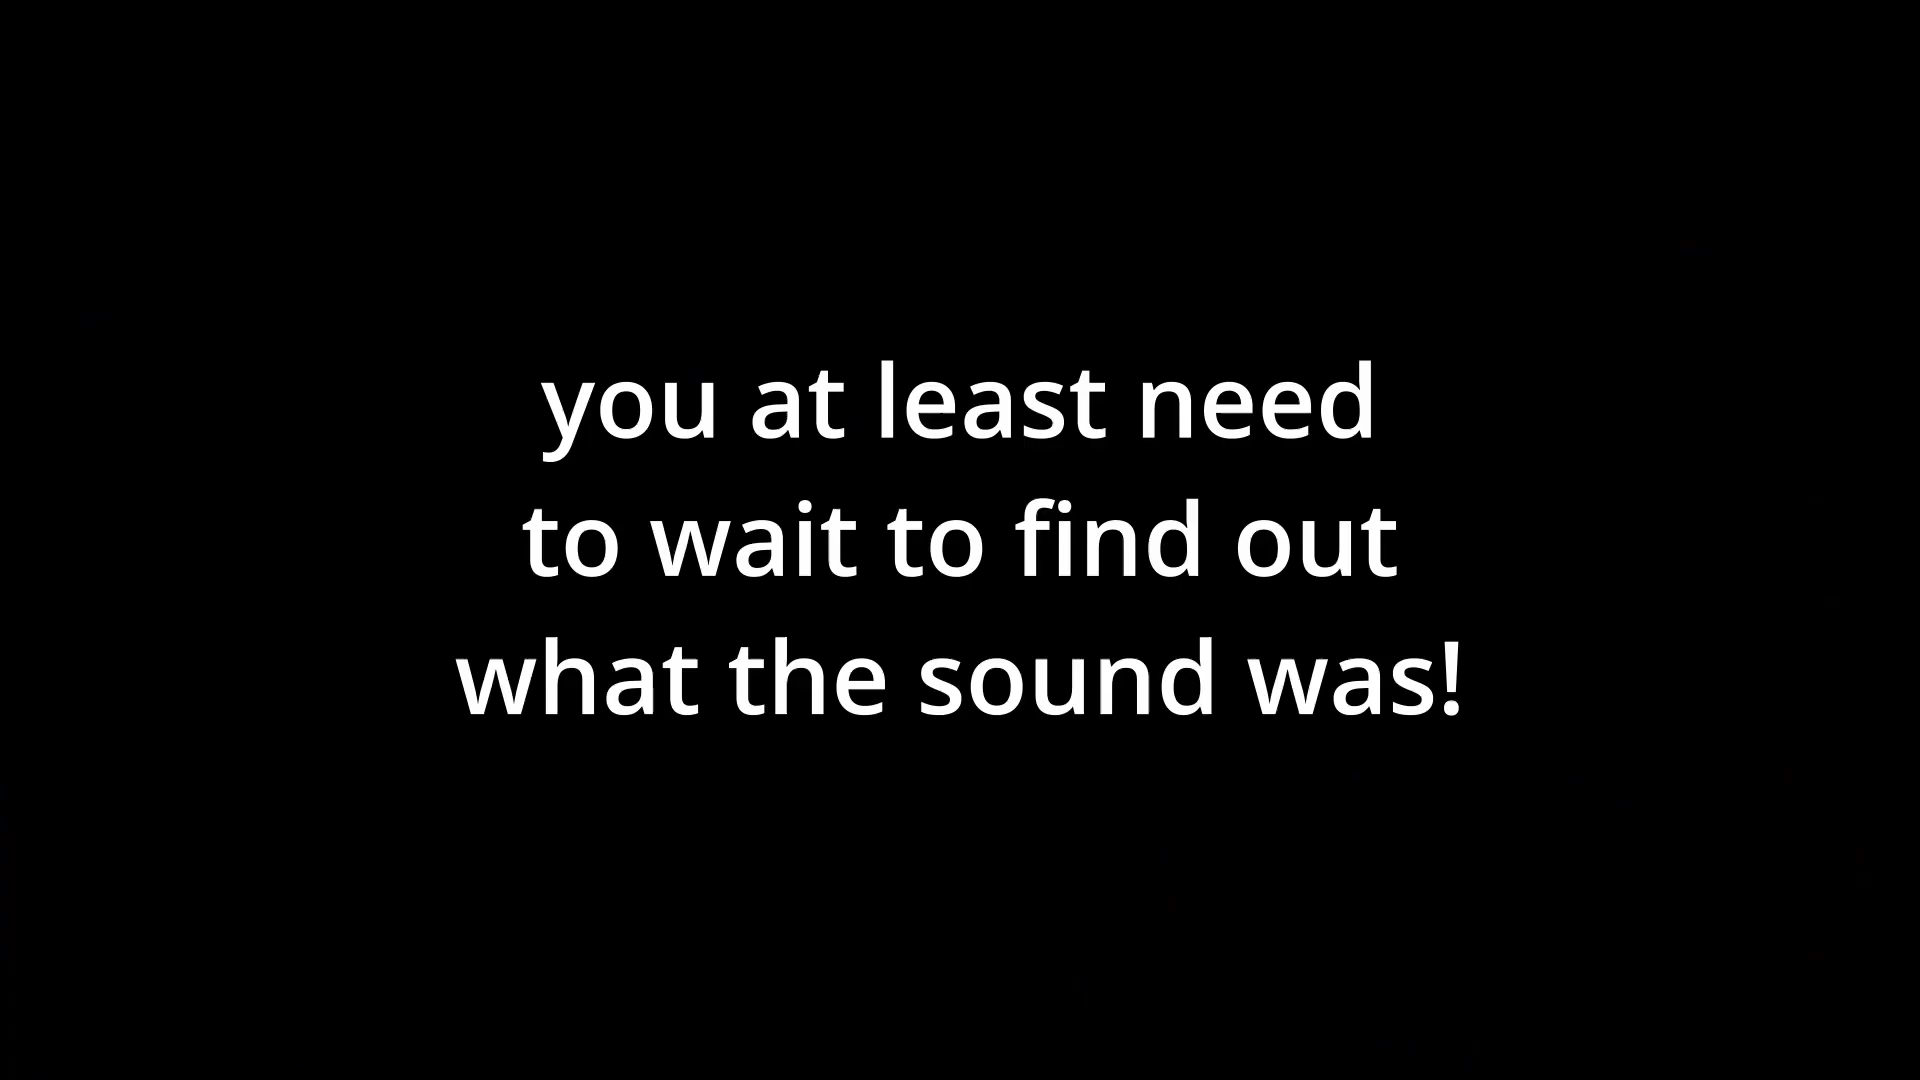 you at least need
to wait to find out
what the sound was!